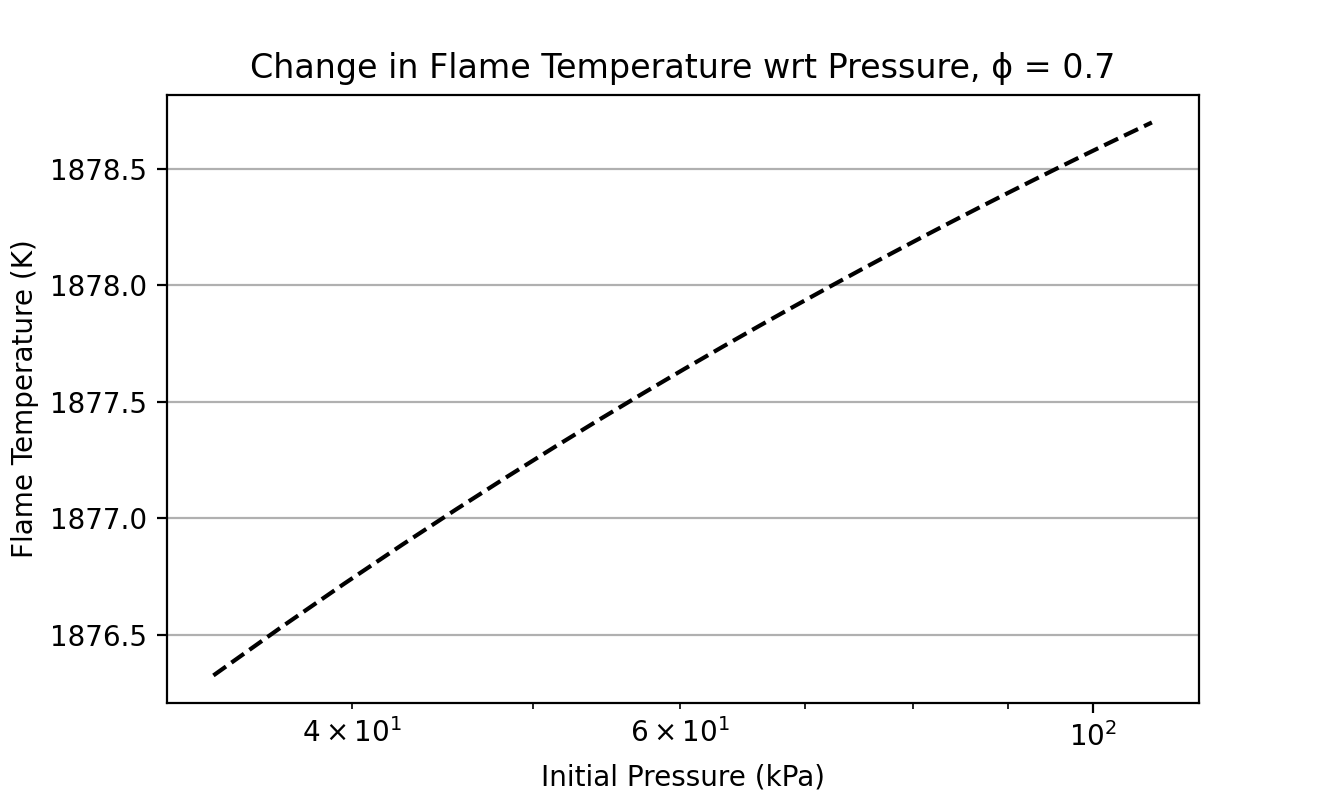 Change in Flame Temperature wrt Pressure, ϕ = 0.7
Flame Temperature (K)
1878.5
1878.0
1877.5
1877.0
1876.5
4 × 10¹
6 × 10¹
10²
Initial Pressure (kPa)